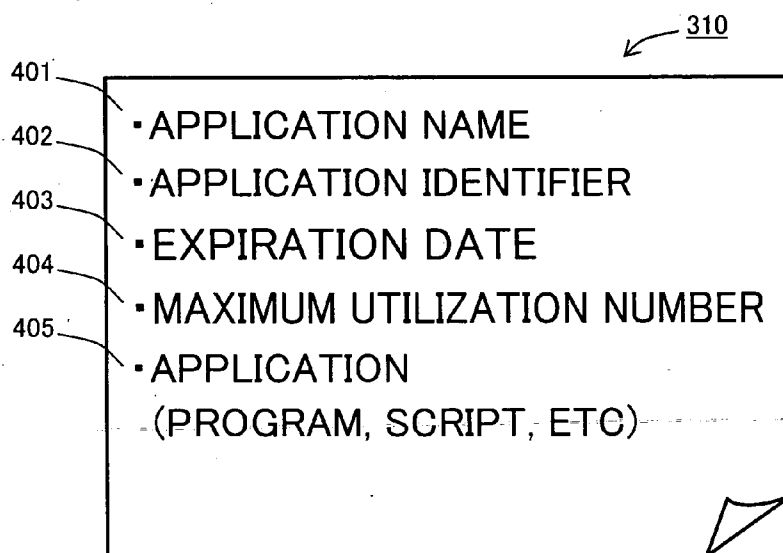 310
401 ・APPLICATION NAME
402 ・APPLICATION IDENTIFIER
403 ・EXPIRATION DATE
404 ・MAXIMUM UTILIZATION NUMBER
405 ・APPLICATION
(PROGRAM, SCRIPT, ETC)